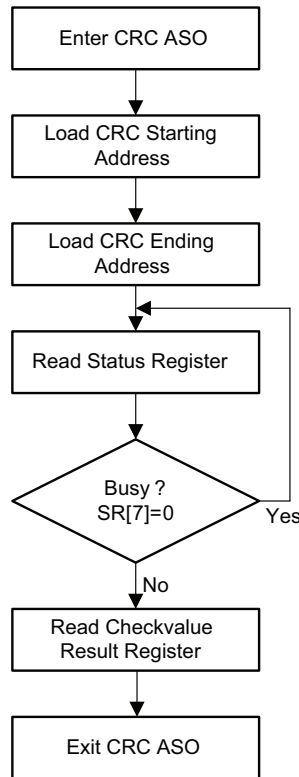 Enter CRC ASO
Load CRC Starting
Address
Load CRC Ending
Address
Read Status Register
Busy ?
SR[7]=0
Yes
No
Read Checkvalue
Result Register
Exit CRC ASO